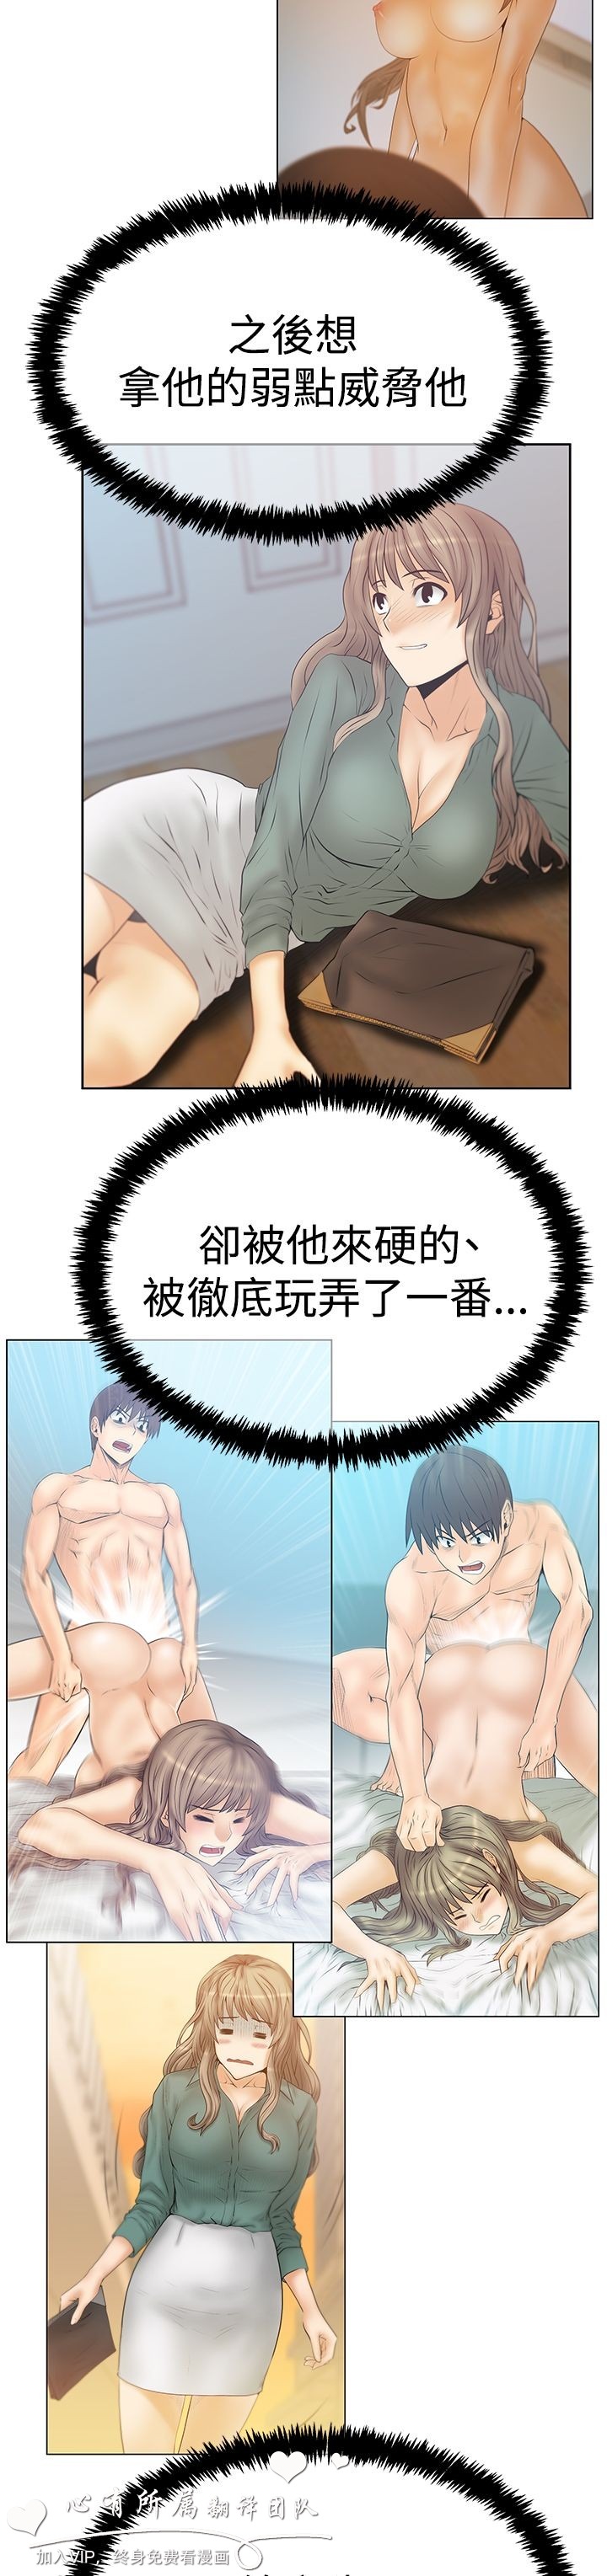 之後想
拿他的弱點威脅他
卻被他來硬的、
被徹底玩弄了一番...
心有所属翻译团队
加入VIP，终身免费看漫画